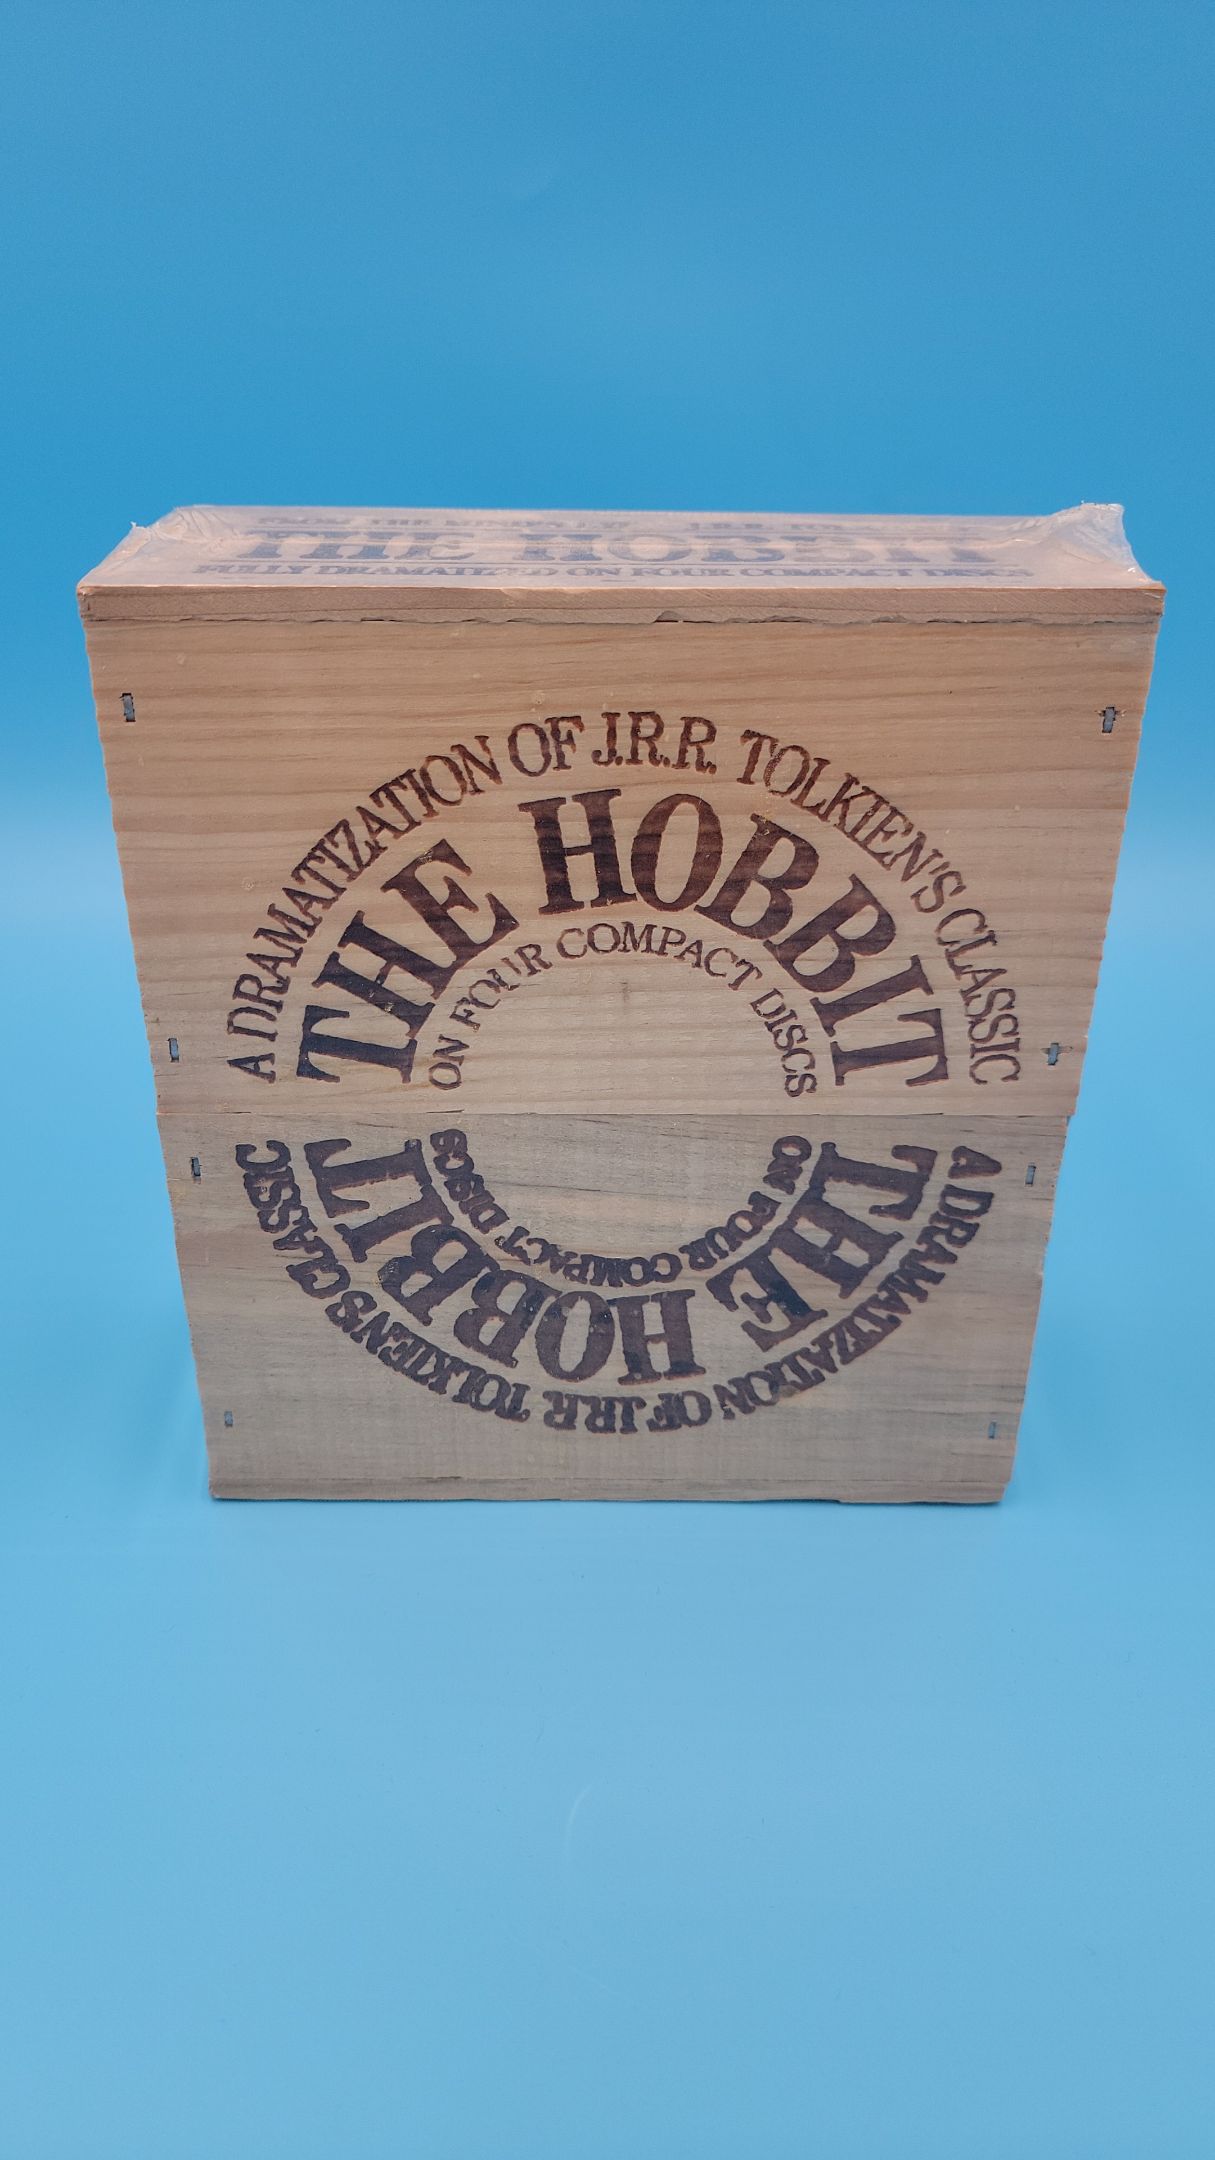 THE HOBBIT
FULLY DRAMATIZED ON FOUR COMPACT DISCS
A DRAMATIZATION OF J.R.R. TOLKIEN'S CLASSIC
THE HOBBIT
ON FOUR COMPACT DISCS
A DRAMATIZATION OF J.R.R. TOLKIEN'S CLASSIC
THE HOBBIT
ON FOUR COMPACT DISCS